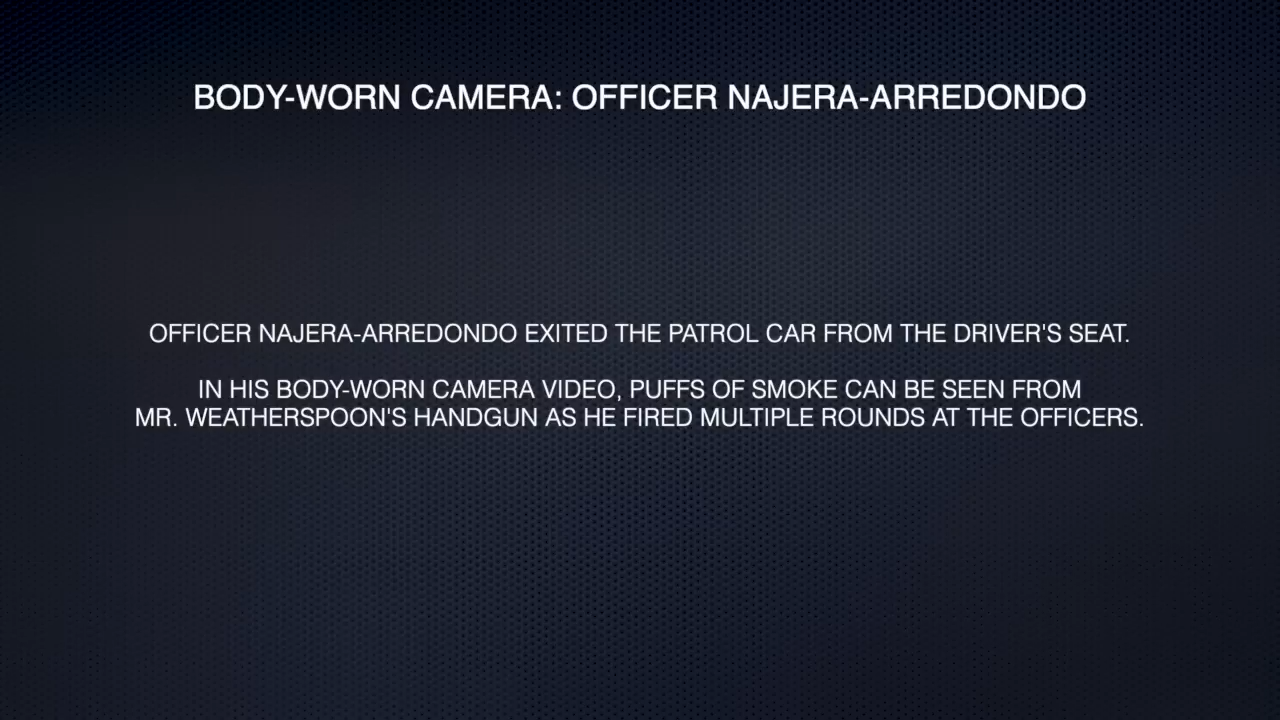 BODY-WORN CAMERA: OFFICER NAJERA-ARREDONDO
OFFICER NAJERA-ARREDONDO EXITED THE PATROL CAR FROM THE DRIVER'S SEAT.
IN HIS BODY-WORN CAMERA VIDEO, PUFFS OF SMOKE CAN BE SEEN FROM
MR. WEATHERSPOON'S HANDGUN AS HE FIRED MULTIPLE ROUNDS AT THE OFFICERS.